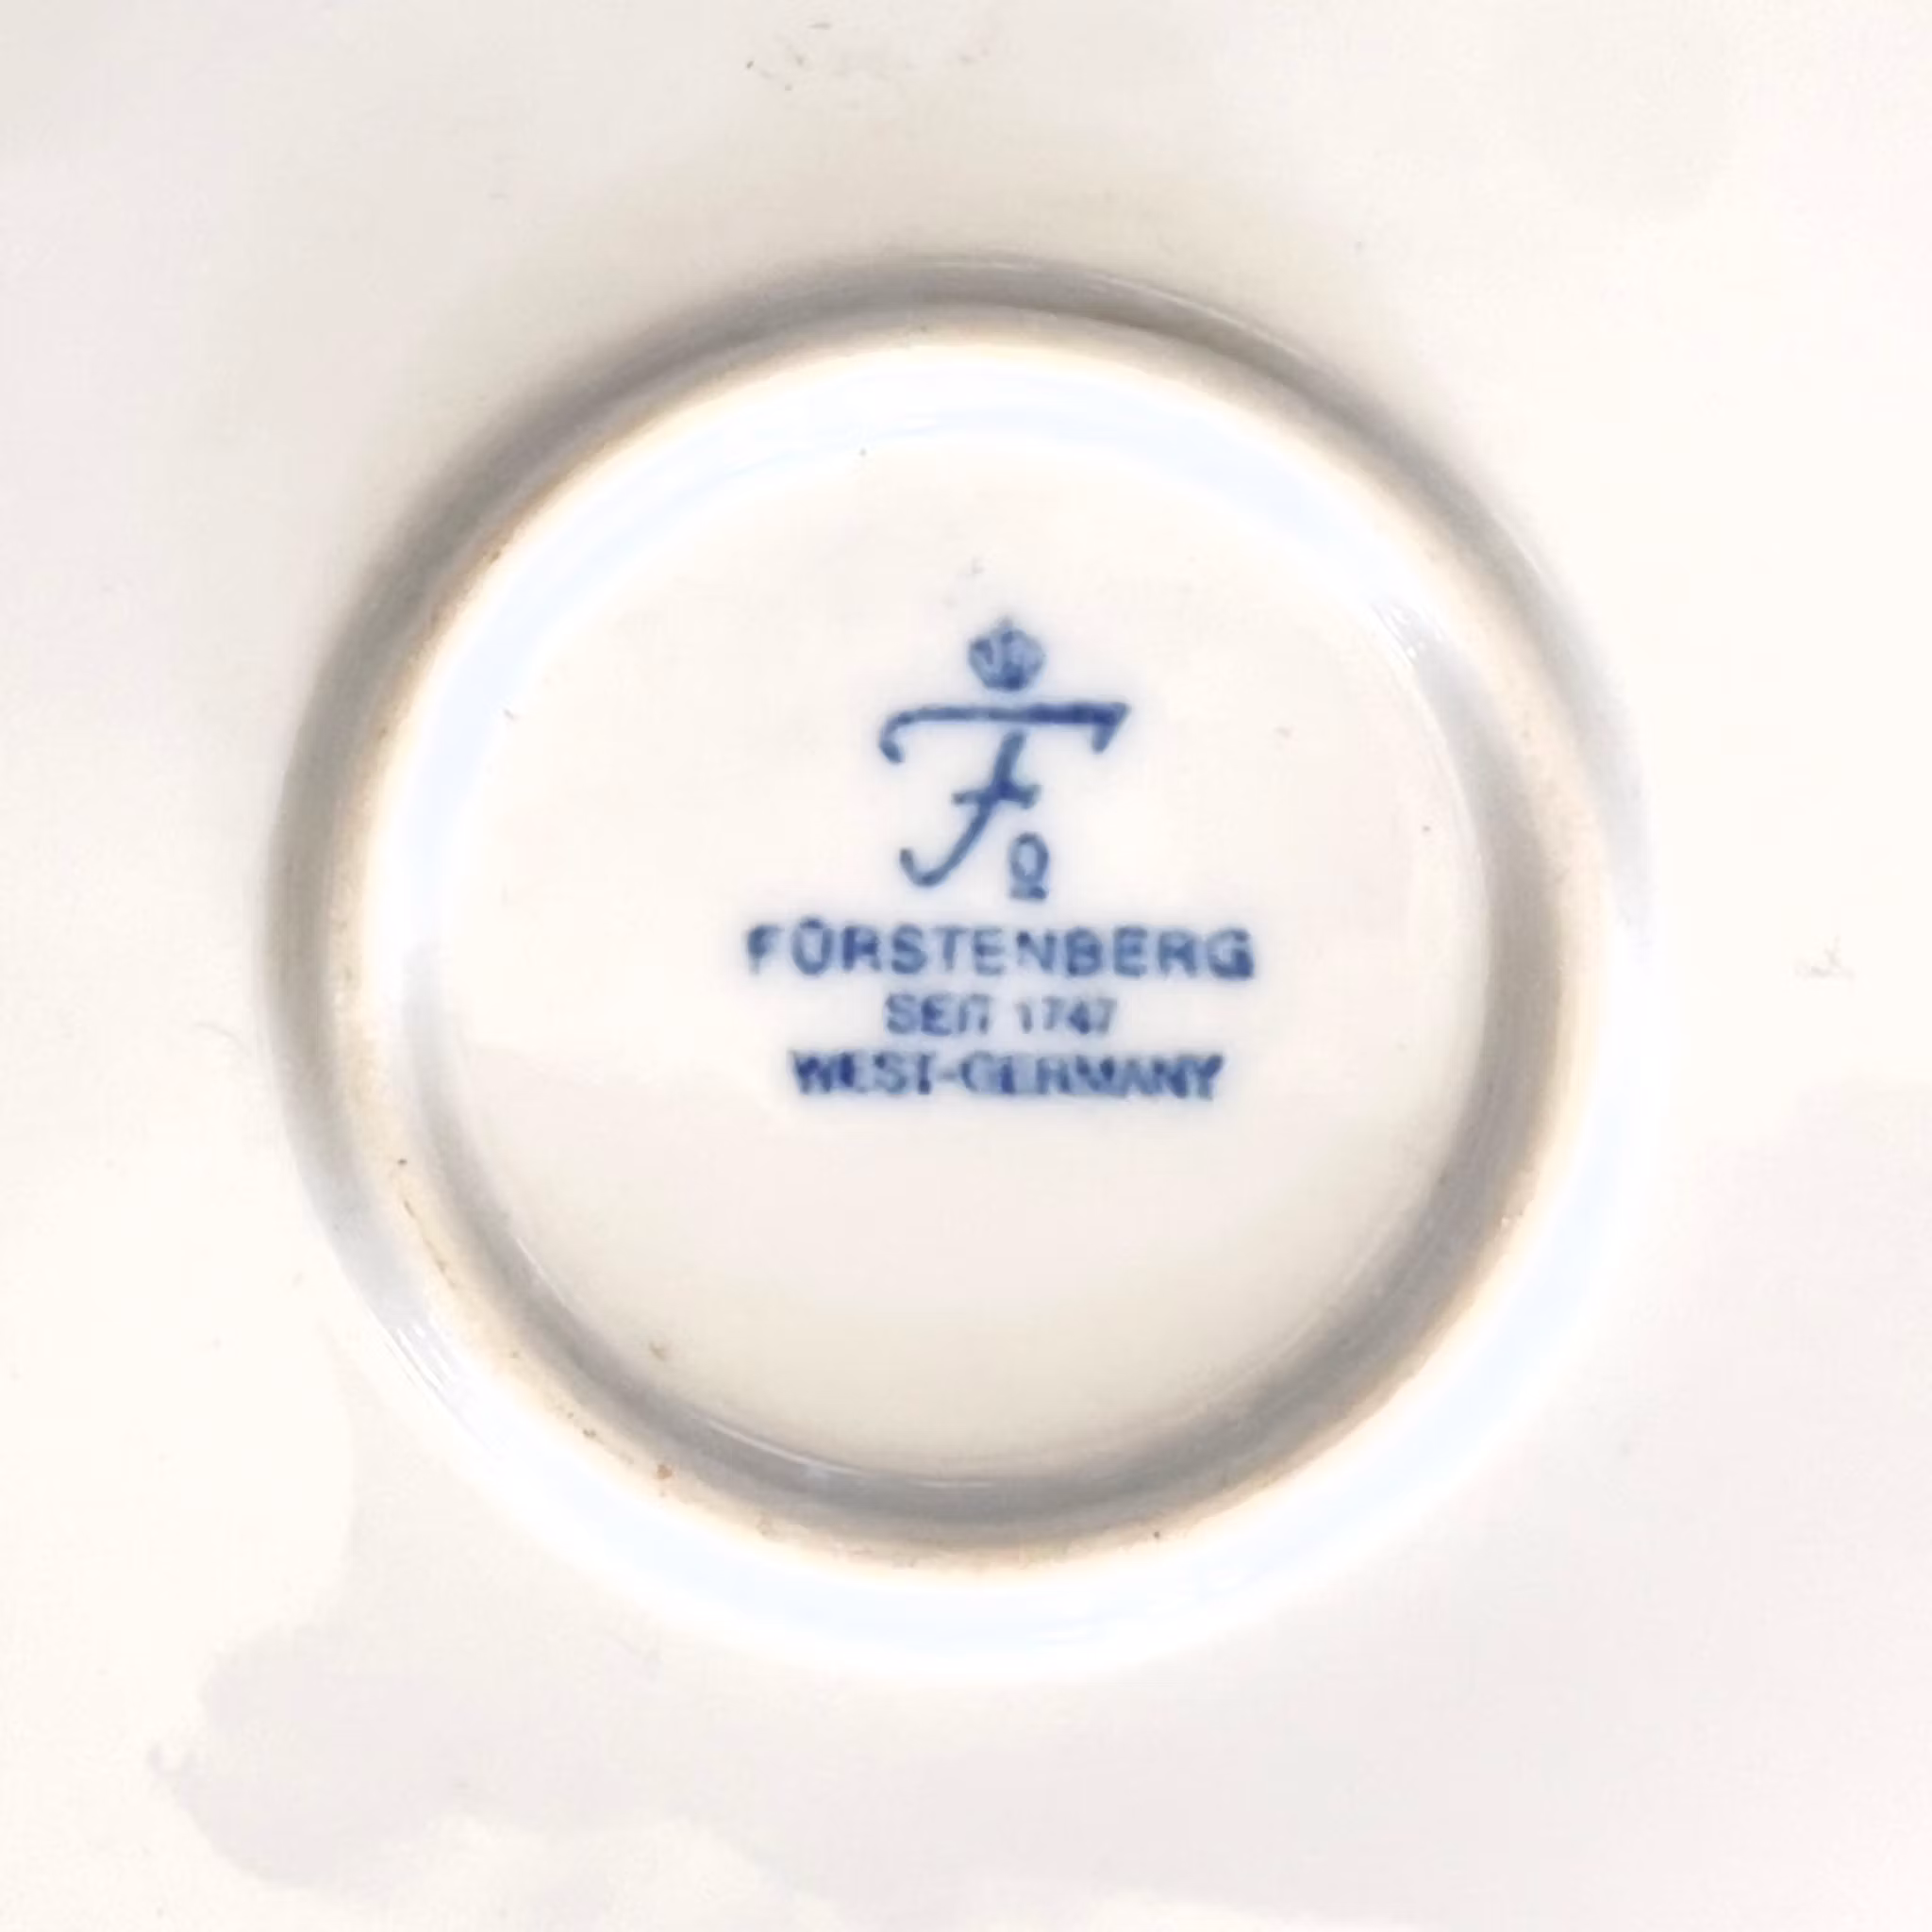 F
O
FÜRSTENBERG
SEIT 1747
WEST-GERMANY